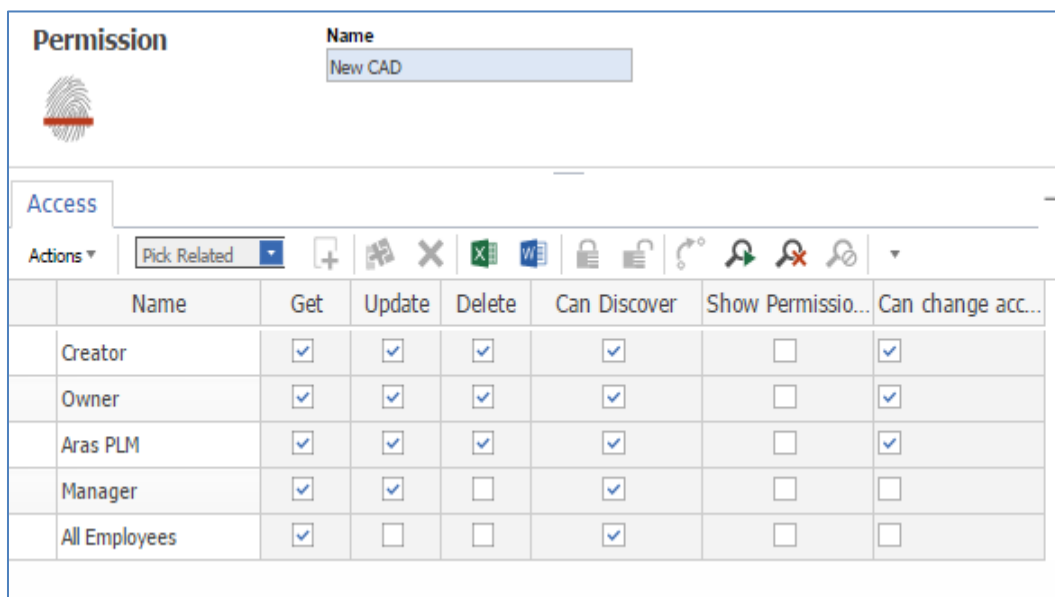 Permission
Name
New CAD
Access
Actions Pick Related
Name Get Update Delete Can Discover Show Permissio... Can change acc...
Creator
Owner
Aras PLM
Manager
All Employees